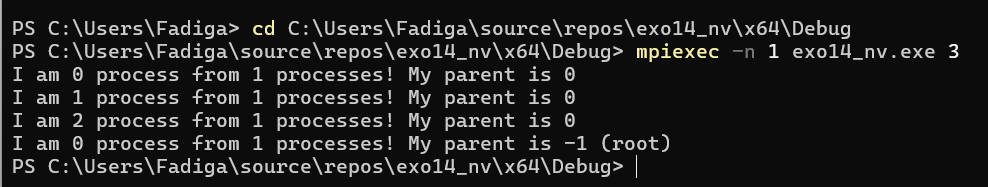 PS C:\Users\Fadiga> cd C:\Users\Fadiga\source\repos\exo14_nv\x64\Debug
PS C:\Users\Fadiga\source\repos\exo14_nv\x64\Debug> mpiexec -n 1 exo14_nv.exe 3
I am 0 process from 1 processes! My parent is 0
I am 1 process from 1 processes! My parent is 0
I am 2 process from 1 processes! My parent is 0
I am 0 process from 1 processes! My parent is -1 (root)
PS C:\Users\Fadiga\source\repos\exo14_nv\x64\Debug>